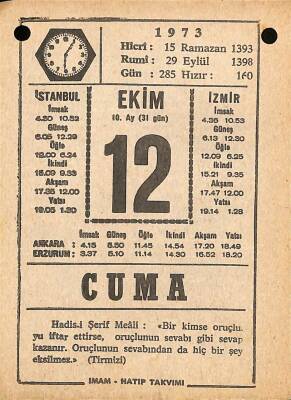 1973
Hicri: 15 Ramazan 1393
Rumi: 29 Eylül 1398
Gün: 285 Hızır: 160
İSTANBUL
İmsak
4.30 10.52
Güneş
6.05 12.29
Öğle
12.00 6.24
İkindi
15.09 9.33
Akşam
17.35 12.00
Yatsı
19.05 1.30
EKİM
10. Ay (31 gün)
12
İZMİR
İmsak
4.35 10.53
Güneş
6.13 12.30
Öğle
12.09 6.25
İkindi
15.21 9.35
Akşam
17.47 12.00
Yatsı
19.14 1.28
İmsak Güneş Öğle İkindi Akşam Yatsı
ANKARA : 4.15 5.50 11.45 14.54 17.20 18.49
ERZURUM : 3.37 5.10 11.14 14.30 16.52 18.20
CUMA
Hadis-i Şerif Meâli : «Bir kimse oruçlu-
yu iftar ettirse, oruçlunun sevabı gibi sevap
kazanır. Oruçlunun sevabından da hiç bir şey
eksilmez.» (Tirmizi)
İMAM - HATİP TAKVİMİ